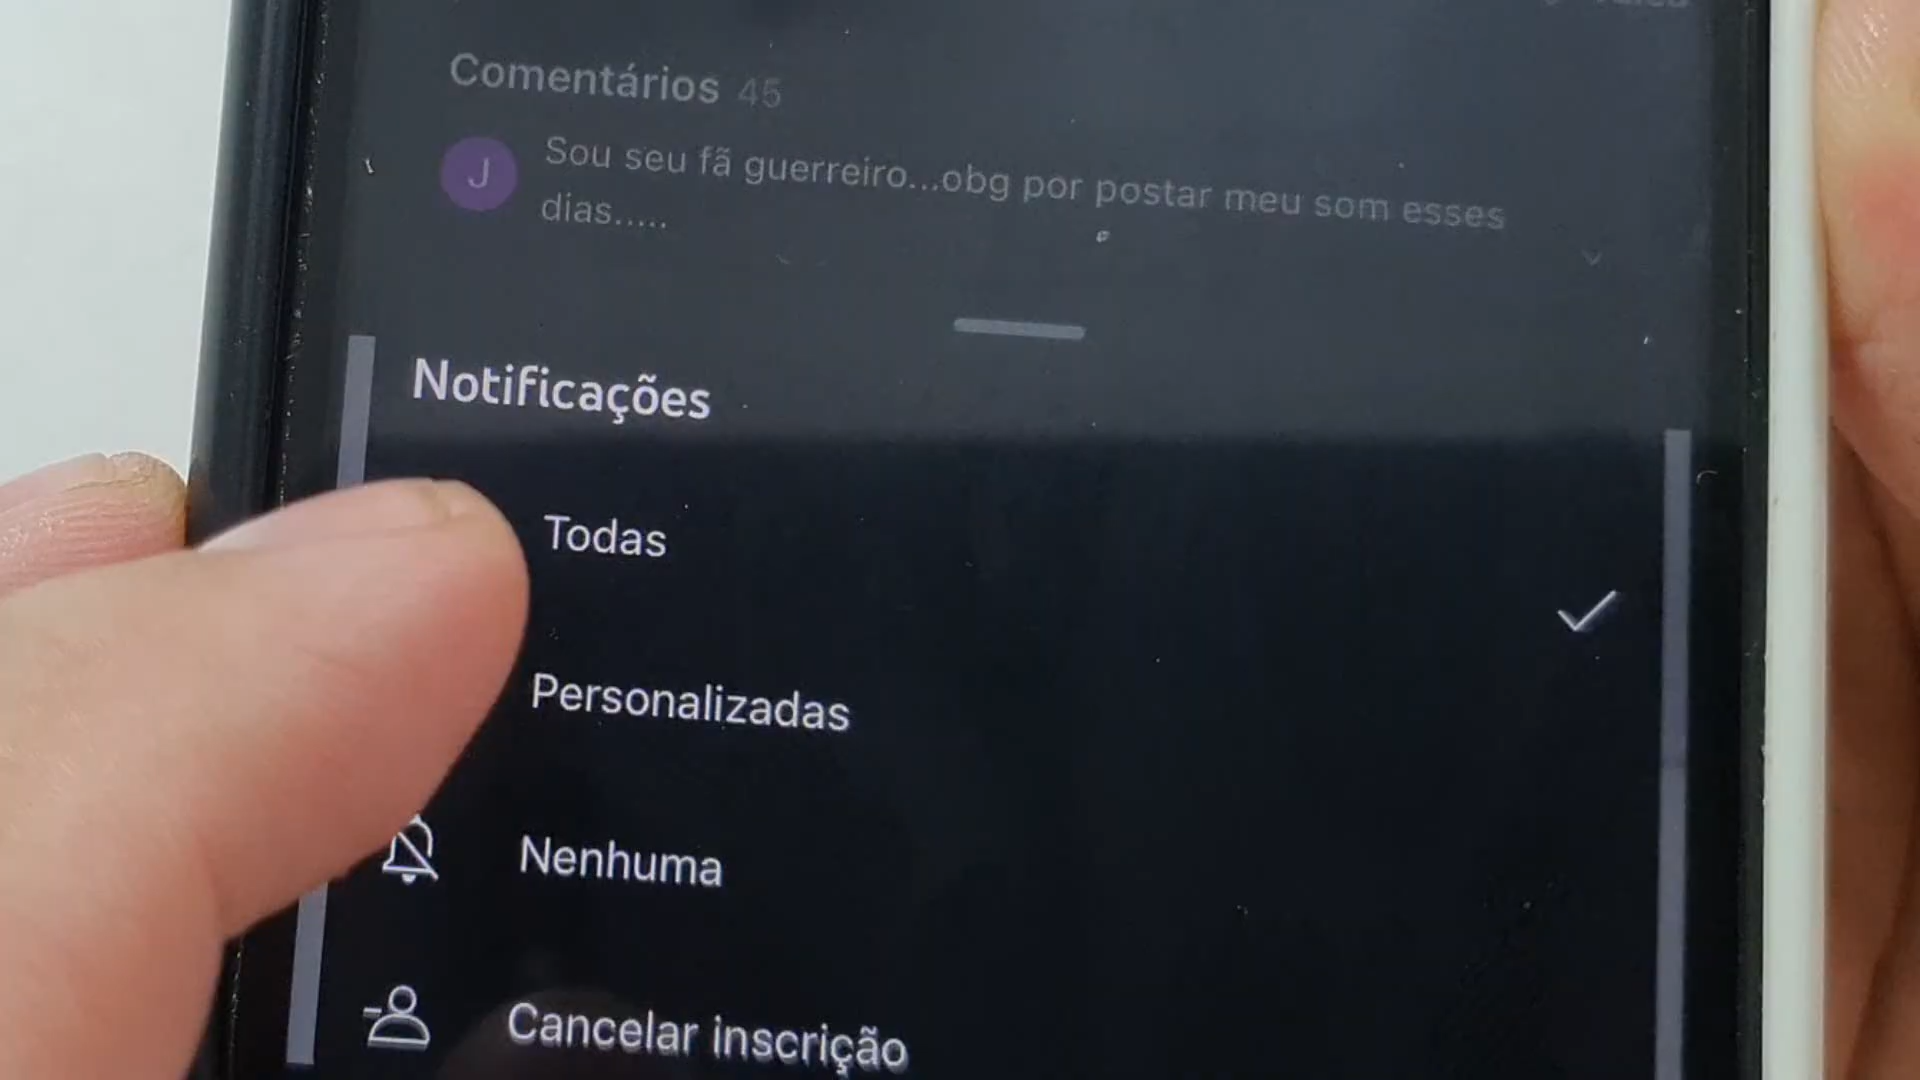 Comentários 45
J
Sou seu fã guerreiro...obg por postar meu som esses
dias.....
Notificações
Todas
Personalizadas
Nenhuma
Cancelar inscrição